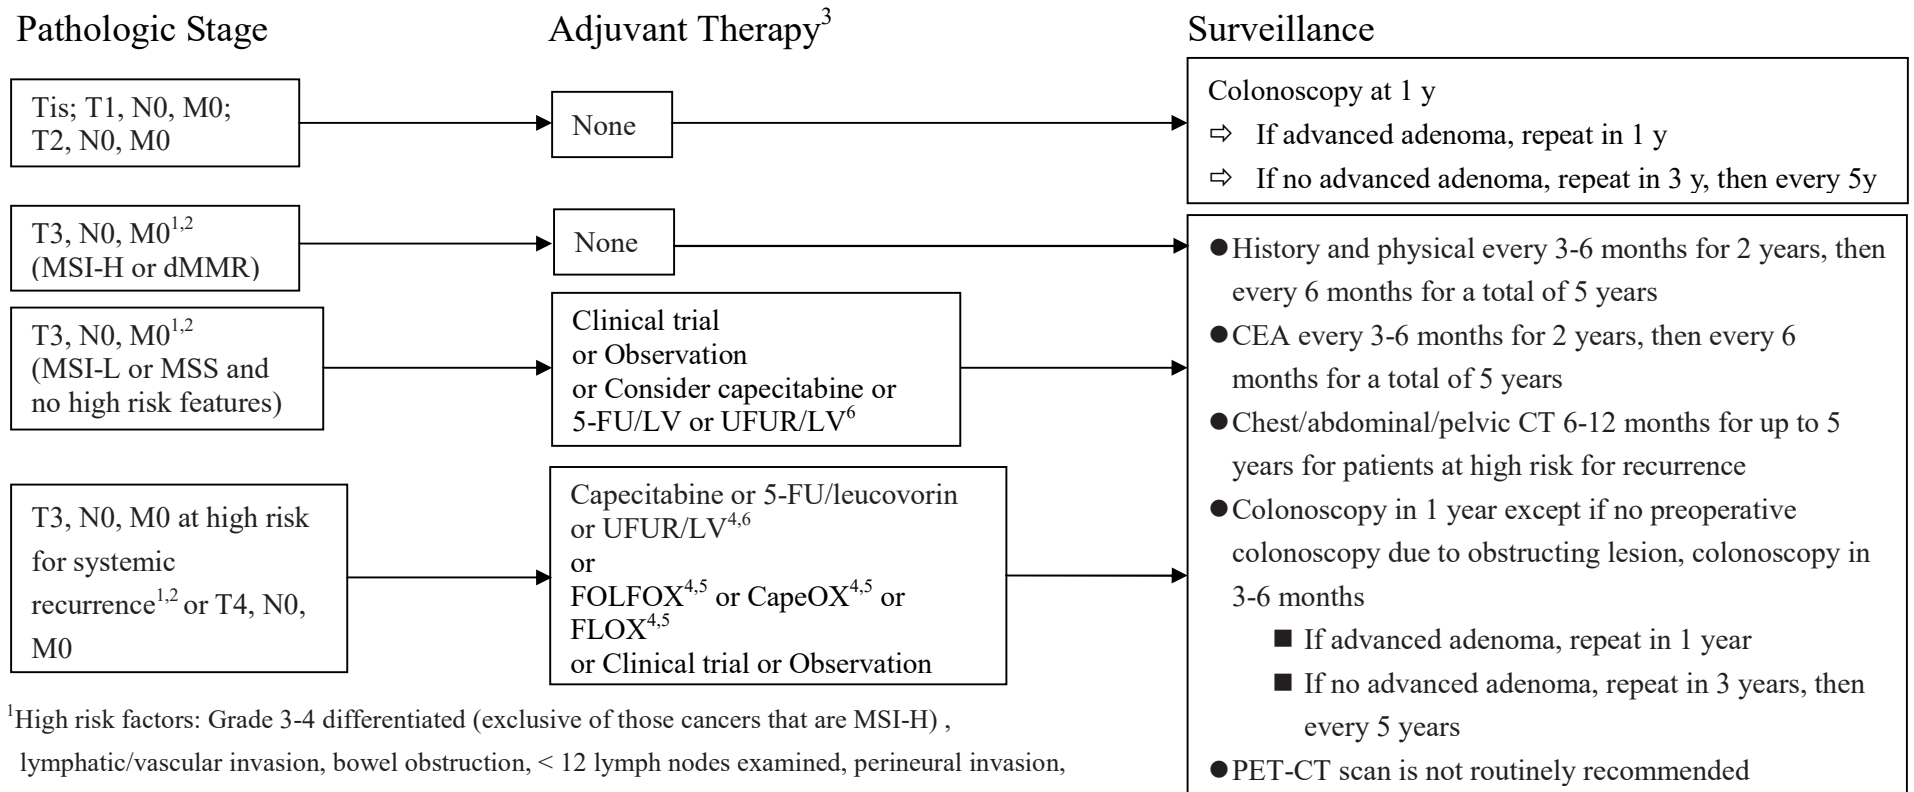 Pathologic Stage
Adjuvant Therapy³
Surveillance
Tis; T1, N0, M0;
T2, N0, M0
None
Colonoscopy at 1 y
⇨ If advanced adenoma, repeat in 1 y
⇨ If no advanced adenoma, repeat in 3 y, then every 5y
T3, N0, M0¹,²
(MSI-H or dMMR)
None
T3, N0, M0¹,²
(MSI-L or MSS and
no high risk features)
Clinical trial
or Observation
or Consider capecitabine or
5-FU/LV or UFUR/LV⁶
T3, N0, M0 at high risk
for systemic
recurrence¹,² or T4, N0,
M0
Capecitabine or 5-FU/leucovorin
or UFUR/LV⁴,⁶
or
FOLFOX⁴,⁵ or CapeOX⁴,⁵ or
FLOX⁴,⁵
or Clinical trial or Observation
●History and physical every 3-6 months for 2 years, then
every 6 months for a total of 5 years
●CEA every 3-6 months for 2 years, then every 6
months for a total of 5 years
●Chest/abdominal/pelvic CT 6-12 months for up to 5
years for patients at high risk for recurrence
●Colonoscopy in 1 year except if no preoperative
colonoscopy due to obstructing lesion, colonoscopy in
3-6 months
■ If advanced adenoma, repeat in 1 year
■ If no advanced adenoma, repeat in 3 years, then
every 5 years
●PET-CT scan is not routinely recommended
¹High risk factors: Grade 3-4 differentiated (exclusive of those cancers that are MSI-H) ,
lymphatic/vascular invasion, bowel obstruction, < 12 lymph nodes examined, perineural invasion,